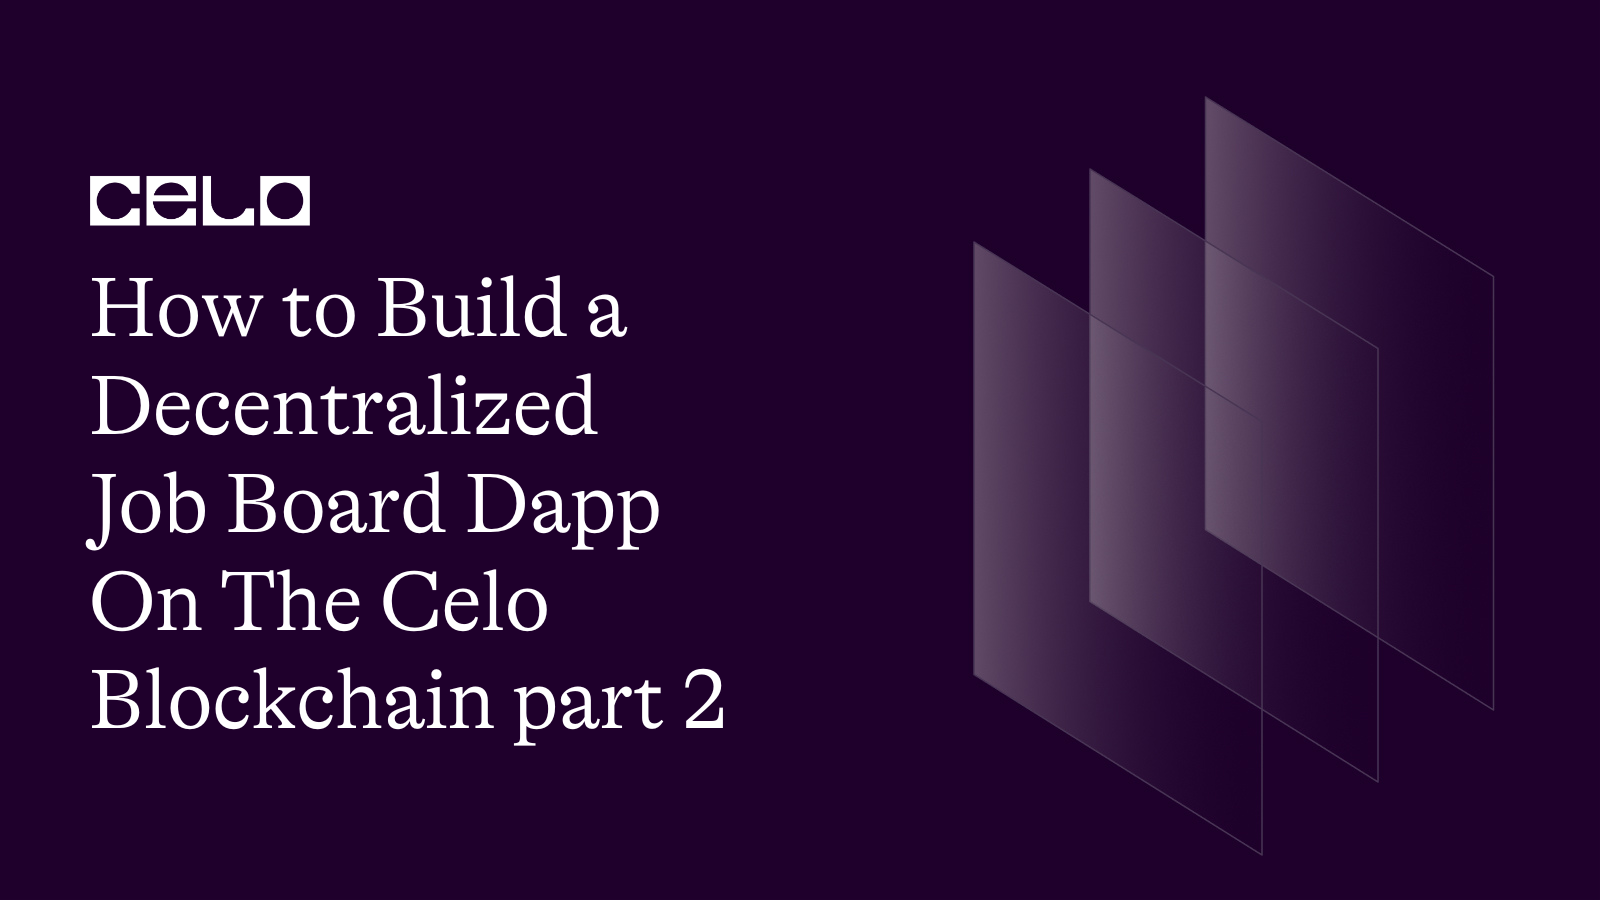 celo
How to Build a
Decentralized
Job Board Dapp
On The Celo
Blockchain part 2